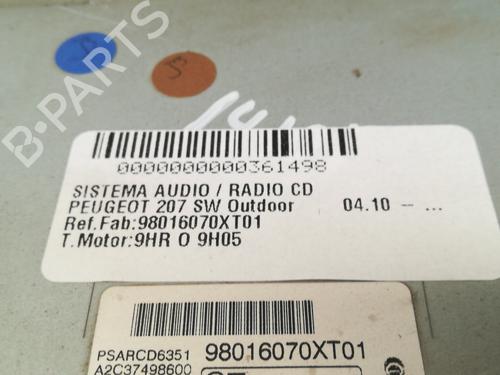 B-PARTS
0000000000361498
SISTEMA AUDIO / RADIO CD
PEUGEOT 207 SW Outdoor 04.10 - ...
Ref.Fab:98016070XT01
T.Motor:9HR O 9H05
PSARCD6351 98016070XT01
A2C37498600